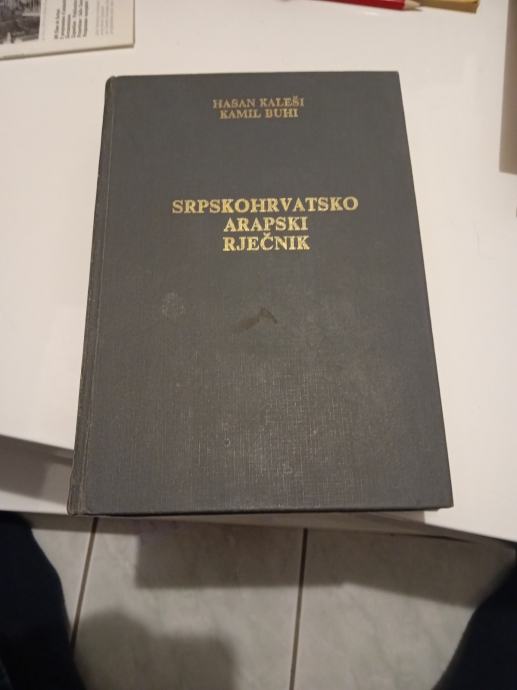 HASAN KALEŠI
KAMIL BUHI
SRPSKOHRVATSKO
ARAPSKI
RJEČNIK